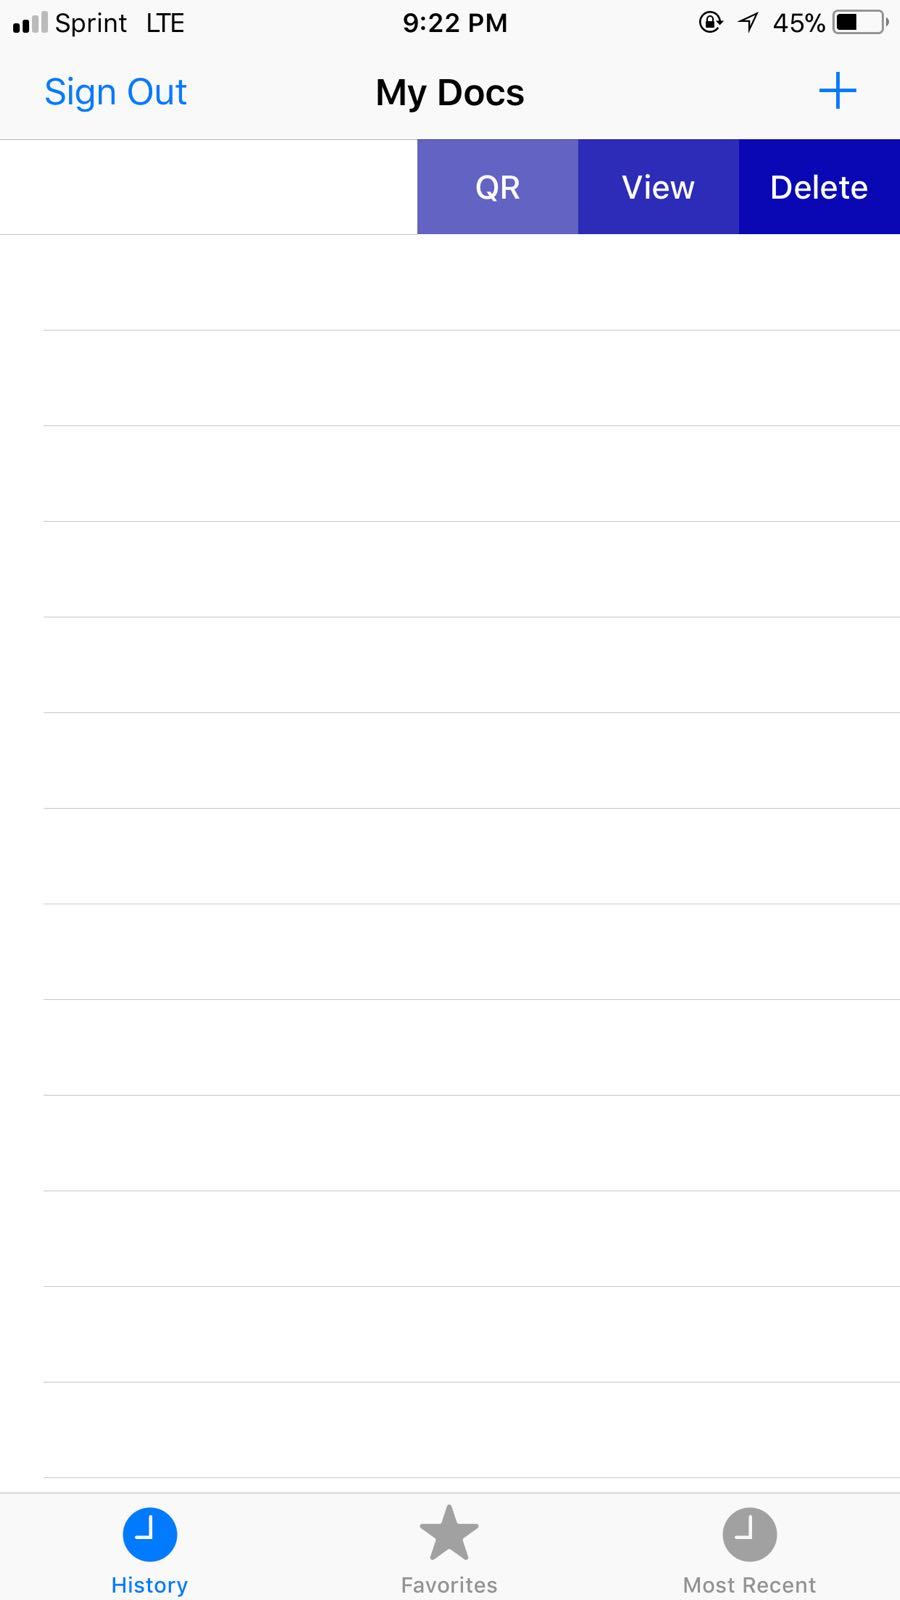 Sprint LTE 9:22 PM 45%
Sign Out My Docs +
QR View Delete
History Favorites Most Recent